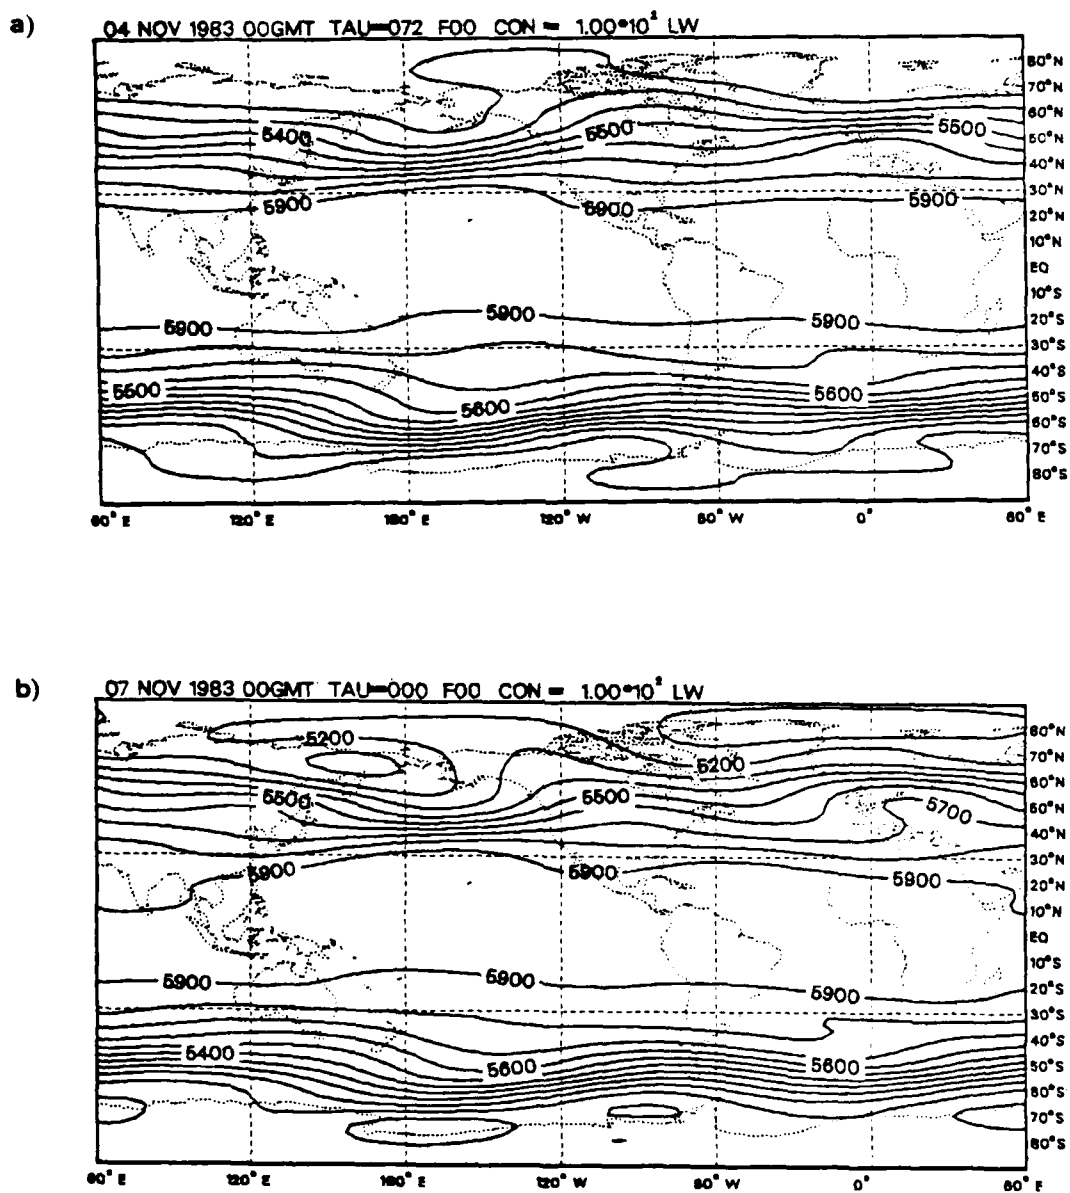 a)
04 NOV 1983 00GMT TAU=072 F00 CON = 1.00*10² LW
80°N
70°N
60°N
5400 5500 5500
50°N
40°N
30°N
5900 5900 5900
20°N
10°N
EQ
10°S
20°S
5900 5900 5900
30°S
40°S
5500 5600 5600
50°S
60°S
70°S
80°S
60° E 120° E 180° E 120° W 60° W 0° 60° E
b)
07 NOV 1983 00GMT TAU=000 F00 CON = 1.00*10² LW
80°N
5200
70°N
5200
60°N
5500 5500 5700
50°N
40°N
30°N
5900 5900 5900
20°N
10°N
EQ
10°S
5900 5900 5900
20°S
30°S
40°S
5400 5600 5600
50°S
60°S
70°S
80°S
60° E 120° E 180° E 120° W 60° W 0° 60° E